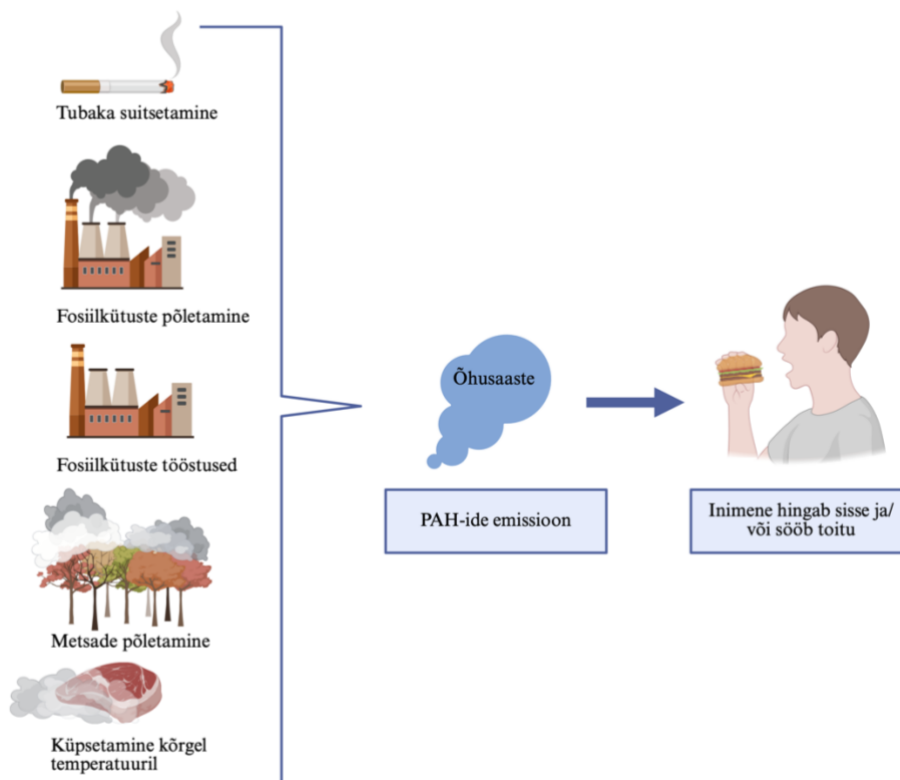 Tubaka suitsetamine
Fosiilkütuste põletamine
Fosiilkütuste tööstused
Metsade põletamine
Küpsetamine kõrgel
temperatuuril
Õhusaaste
PAH-ide emissioon
Inimene hingab sisse ja/
või sööb toitu